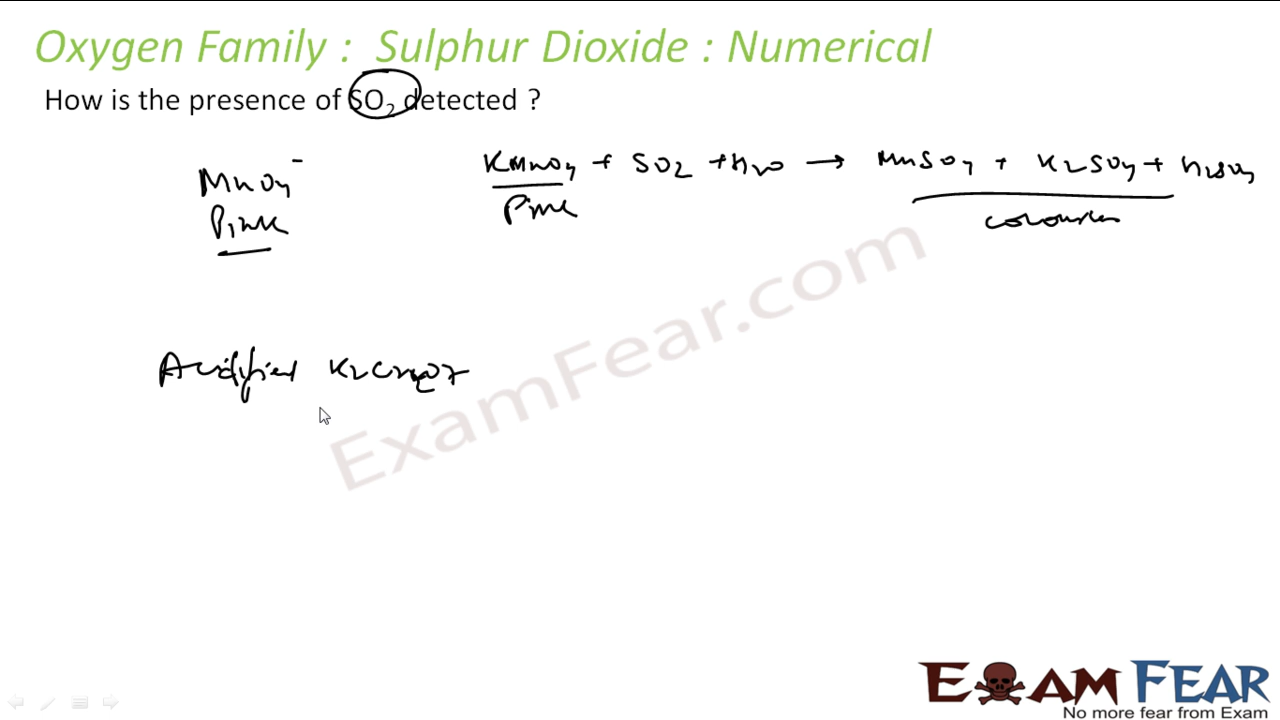 Oxygen Family : Sulphur Dioxide : Numerical
How is the presence of SO₂ detected ?
MnO₄⁻
Pink
KMnO₄ + SO₂ + H₂O → MnSO₄ + K₂SO₄ + H₂SO₄
Pink
colourless
Acidified K₂Cr₂O₇
ExamFear.com
EXAM FEAR
No more fear from Exam